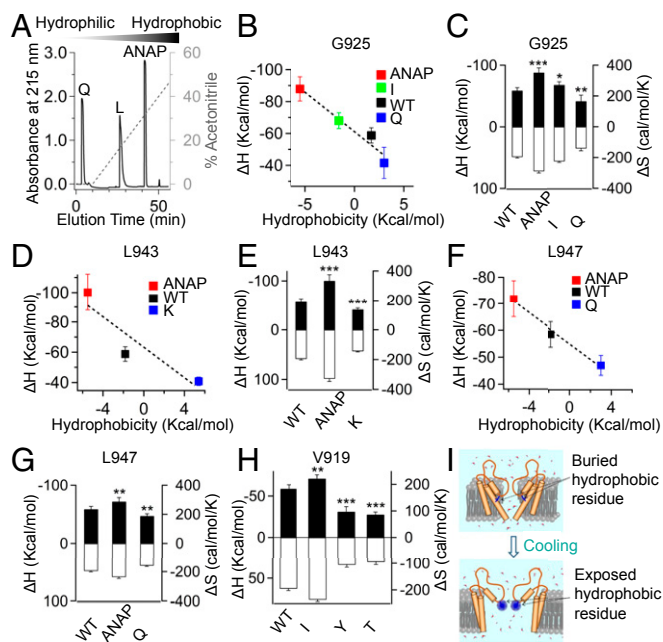 A
Hydrophilic
Hydrophobic
ANAP
Q
L
Absorbance at 215 nm
3.0
2.0
1.0
0.0
60
40
20
0
% Acetonitrile
0
50
Elution Time (min)
B
G925
ANAP
I
WT
Q
ΔH (Kcal/mol)
-100
-80
-60
-40
-20
-5
0
5
Hydrophobicity (Kcal/mol)
C
G925
***
*
**
ΔH (Kcal/mol)
-100
0
100
400
200
0
-200
-400
ΔS (cal/mol/K)
WT
ANAP
I
Q
D
L943
ANAP
WT
K
ΔH (Kcal/mol)
-100
-80
-60
-40
-4
0
4
Hydrophobicity (Kcal/mol)
E
L943
***
***
ΔH (Kcal/mol)
-100
0
100
400
200
0
-200
-400
ΔS (cal/mol/K)
WT
ANAP
K
F
L947
ANAP
WT
Q
ΔH (Kcal/mol)
-80
-70
-60
-50
-40
-4
0
4
Hydrophobicity (Kcal/mol)
G
L947
**
**
ΔH (Kcal/mol)
-100
0
100
400
200
0
-200
-400
ΔS (cal/mol/K)
WT
ANAP
Q
H
V919
**
***
***
ΔH (Kcal/mol)
-50
0
50
200
100
0
-100
-200
ΔS (cal/mol/K)
WT
I
Y
T
I
Buried
hydrophobic
residue
Cooling
Exposed
hydrophobic
residue